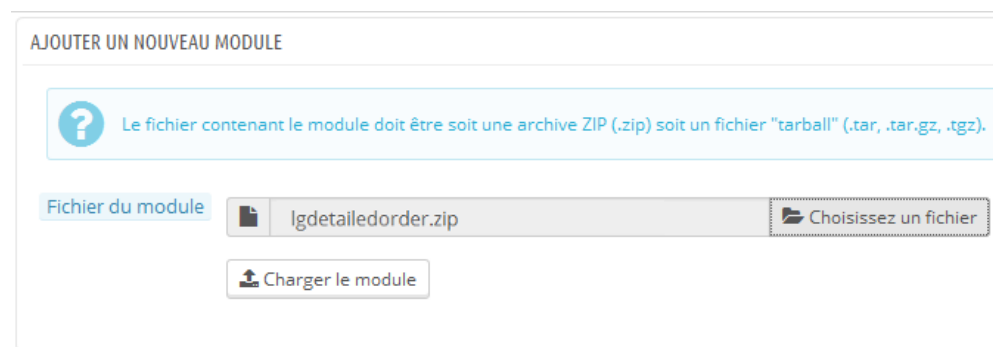 AJOUTER UN NOUVEAU MODULE
Le fichier contenant le module doit être soit une archive ZIP (.zip) soit un fichier "tarball" (.tar, .tar.gz, .tgz).
Fichier du module
lgdetailedorder.zip
Choisissez un fichier
Charger le module